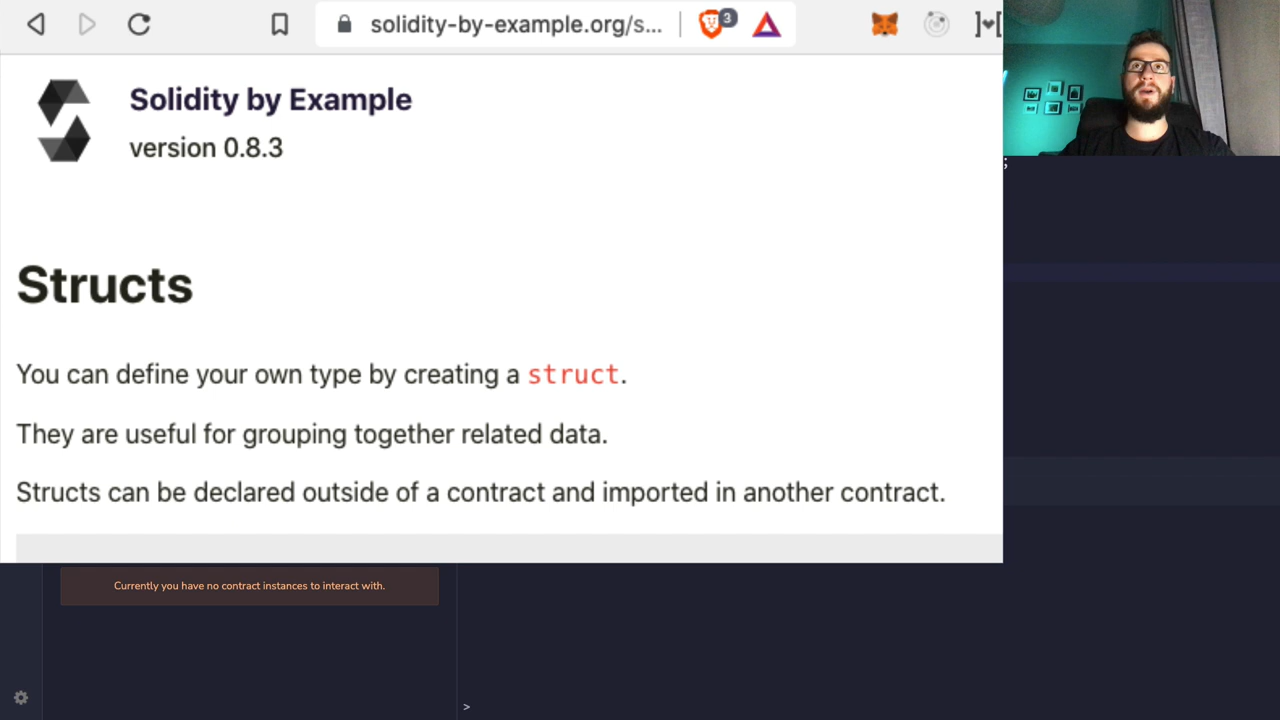 solidity-by-example.org/s...
3
Solidity by Example
version 0.8.3
Structs
You can define your own type by creating a struct.
They are useful for grouping together related data.
Structs can be declared outside of a contract and imported in another contract.
;
Currently you have no contract instances to interact with.
>